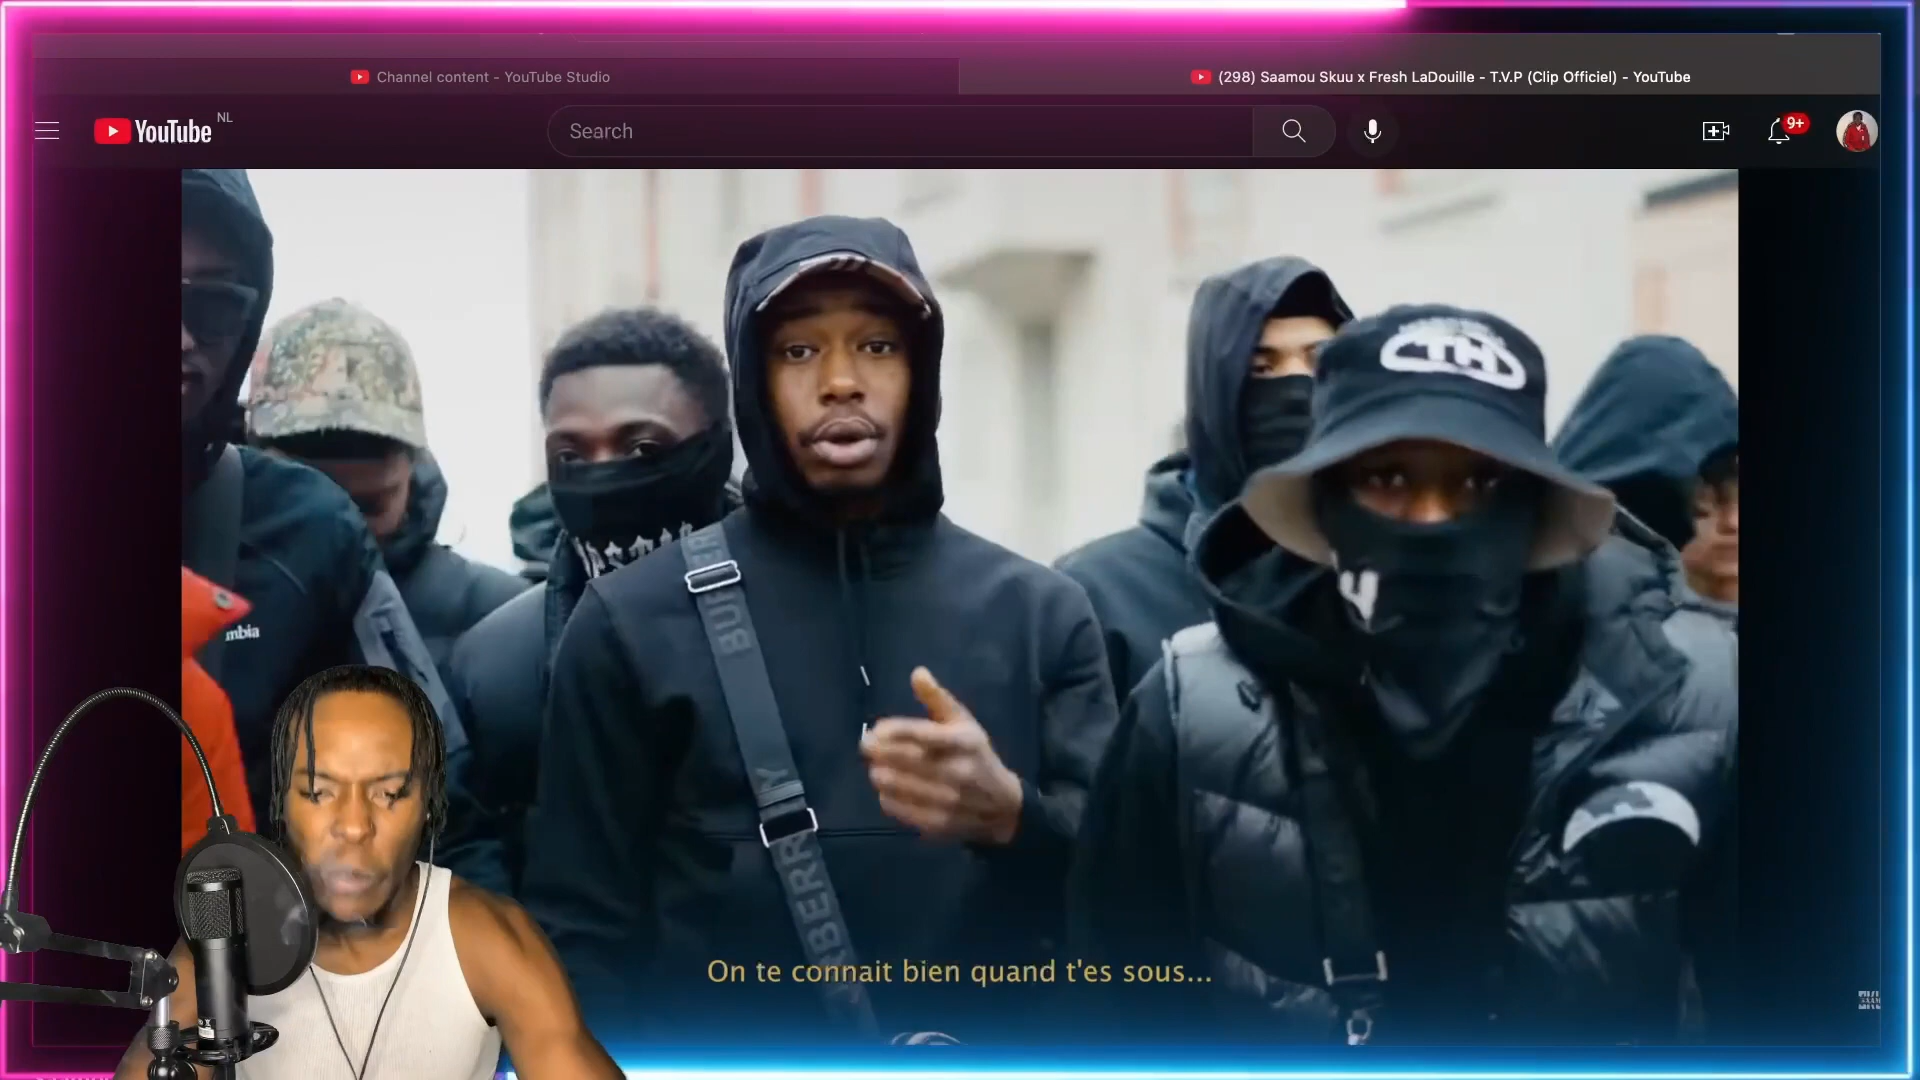 Channel content - YouTube Studio
(298) Saamou Skuu x Fresh LaDouille - T.V.P (Clip Officiel) - YouTube
YouTube NL
Search
9+
TH
mbia
BURBERRY
On te connait bien quand t'es sous...